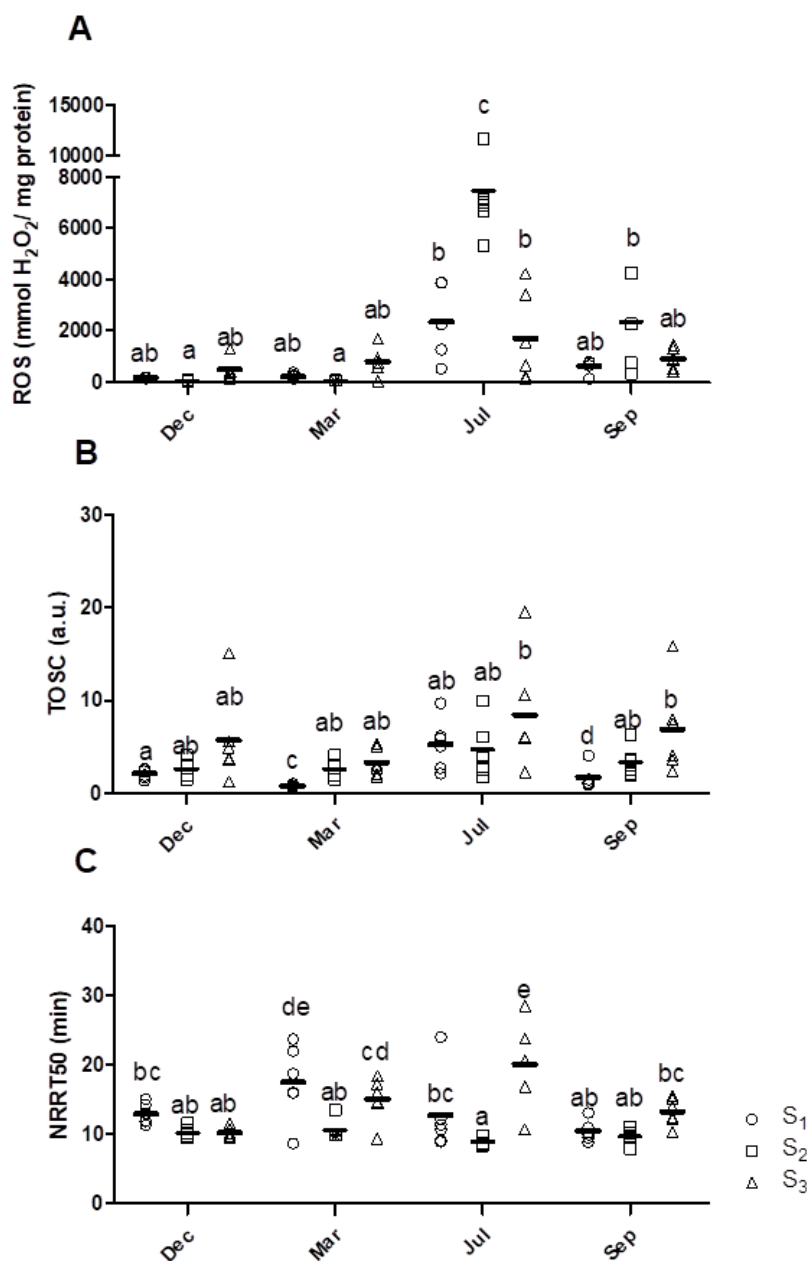 A
ROS (mmol H₂O₂/ mg protein)
15000
10000
8000
6000
4000
2000
0
ab a ab ab a ab b c b ab b ab
Dec Mar Jul Sep
B
TOSC (a.u.)
30
20
10
0
a ab ab c ab ab ab ab b d ab b
Dec Mar Jul Sep
C
NRRT50 (min)
40
30
20
10
0
bc ab ab de ab cd bc a e ab ab bc
Dec Mar Jul Sep
S₁
S₂
S₃